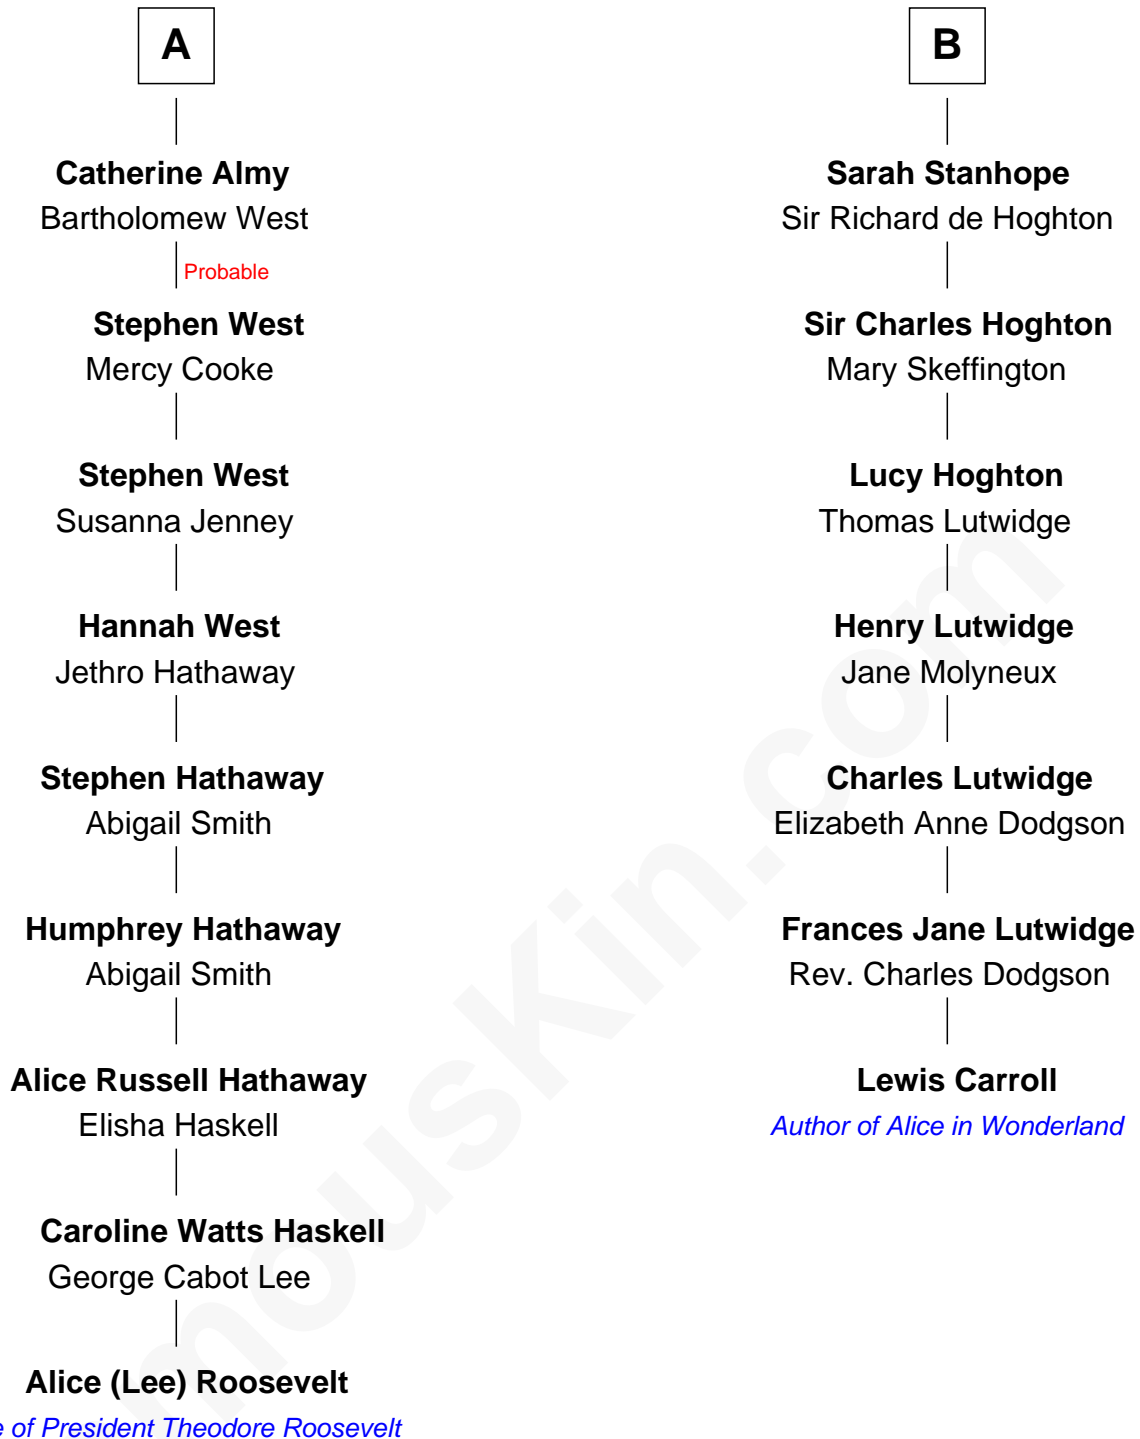 A
Catherine Almy
Bartholomew West
Probable
Stephen West
Mercy Cooke
Stephen West
Susanna Jenney
Hannah West
Jethro Hathaway
Stephen Hathaway
Abigail Smith
Humphrey Hathaway
Abigail Smith
Alice Russell Hathaway
Elisha Haskell
Caroline Watts Haskell
George Cabot Lee
Alice (Lee) Roosevelt
of President Theodore Roosevelt
B
Sarah Stanhope
Sir Richard de Hoghton
Sir Charles Hoghton
Mary Skeffington
Lucy Hoghton
Thomas Lutwidge
Henry Lutwidge
Jane Molyneux
Charles Lutwidge
Elizabeth Anne Dodgson
Frances Jane Lutwidge
Rev. Charles Dodgson
Lewis Carroll
Author of Alice in Wonderland
mousKin.com